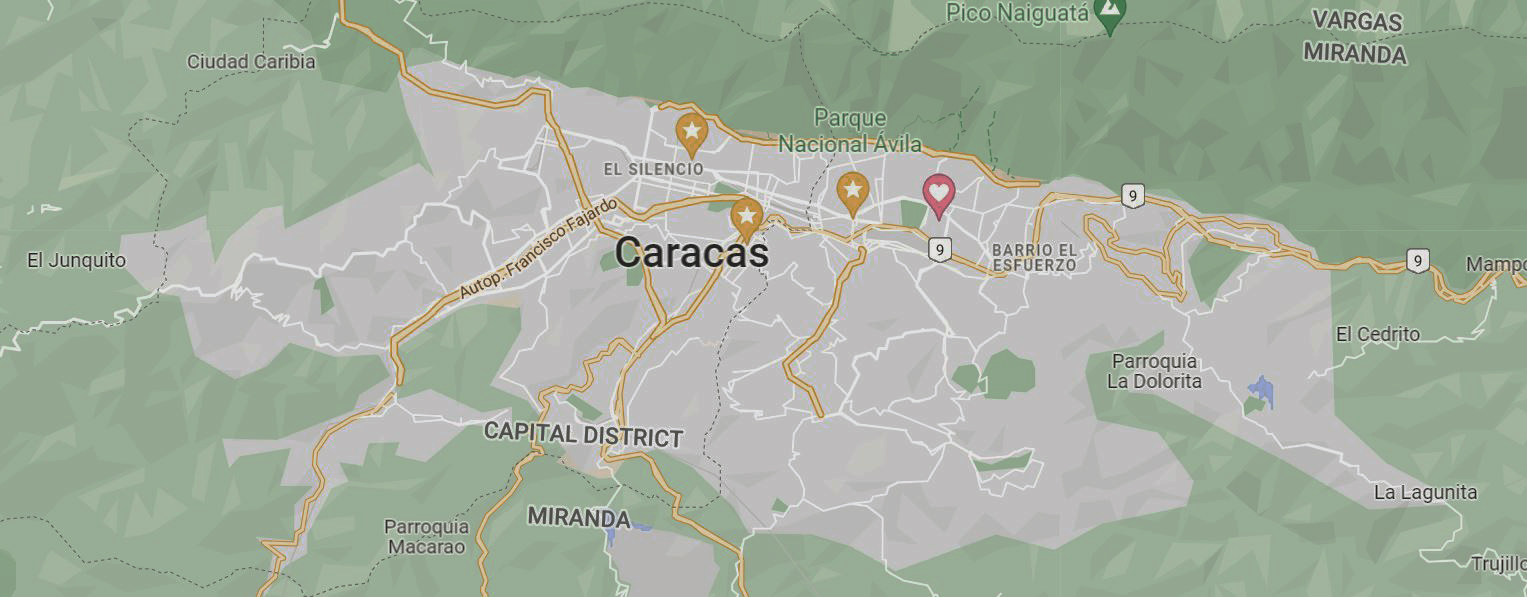 Pico Naiguatá
VARGAS
MIRANDA
Ciudad Caribia
Parque
Nacional Ávila
EL SILENCIO
9
Autop. Francisco Fajardo
Caracas
9
BARRIO EL
ESFUERZO
9
El Junquito
Mampo
El Cedrito
Parroquia
La Dolorita
CAPITAL DISTRICT
La Lagunita
MIRANDA
Parroquia
Macarao
Trujillo